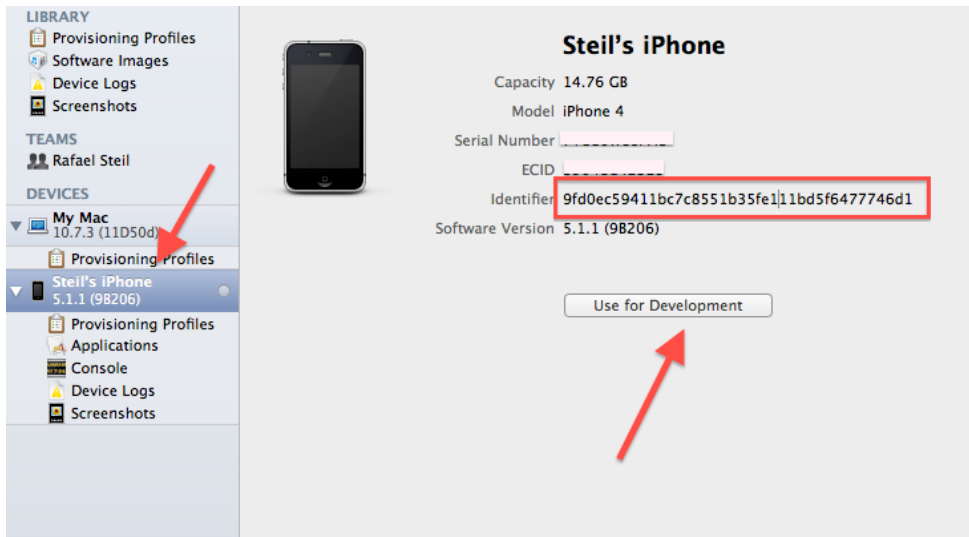 LIBRARY
Provisioning Profiles
Software Images
Device Logs
Screenshots
TEAMS
Rafael Steil
DEVICES
My Mac
10.7.3 (11D50d)
Provisioning Profiles
Steil's iPhone
5.1.1 (9B206)
Provisioning Profiles
Applications
Console
Device Logs
Screenshots
Steil's iPhone
Capacity 14.76 GB
Model iPhone 4
Serial Number
ECID
Identifier 9fd0ec59411bc7c8551b35fe111bd5f6477746d1
Software Version 5.1.1 (9B206)
Use for Development